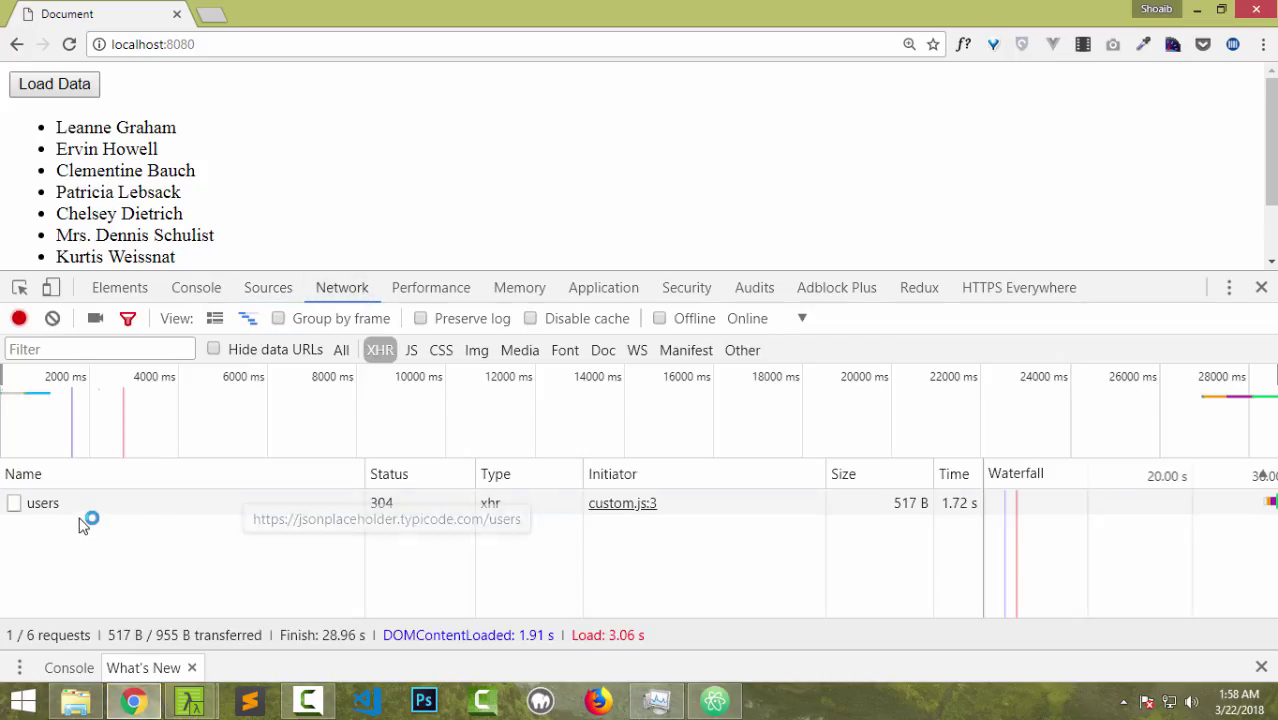 Document
Shoaib
localhost:8080
f?
Load Data
Leanne Graham
Ervin Howell
Clementine Bauch
Patricia Lebsack
Chelsey Dietrich
Mrs. Dennis Schulist
Kurtis Weissnat
Elements Console Sources Network Performance Memory Application Security Audits Adblock Plus Redux HTTPS Everywhere
View: Group by frame Preserve log Disable cache Offline Online
Filter Hide data URLs All XHR JS CSS Img Media Font Doc WS Manifest Other
2000 ms 4000 ms 6000 ms 8000 ms 10000 ms 12000 ms 14000 ms 16000 ms 18000 ms 20000 ms 22000 ms 24000 ms 26000 ms 28000 ms
Name Status Type Initiator Size Time Waterfall 20.00 s 30.00
users 304 xhr custom.js:3 517 B 1.72 s
https://jsonplaceholder.typicode.com/users
1 / 6 requests | 517 B / 955 B transferred | Finish: 28.96 s | DOMContentLoaded: 1.91 s | Load: 3.06 s
Console What's New
Ps
1:58 AM
3/22/2018